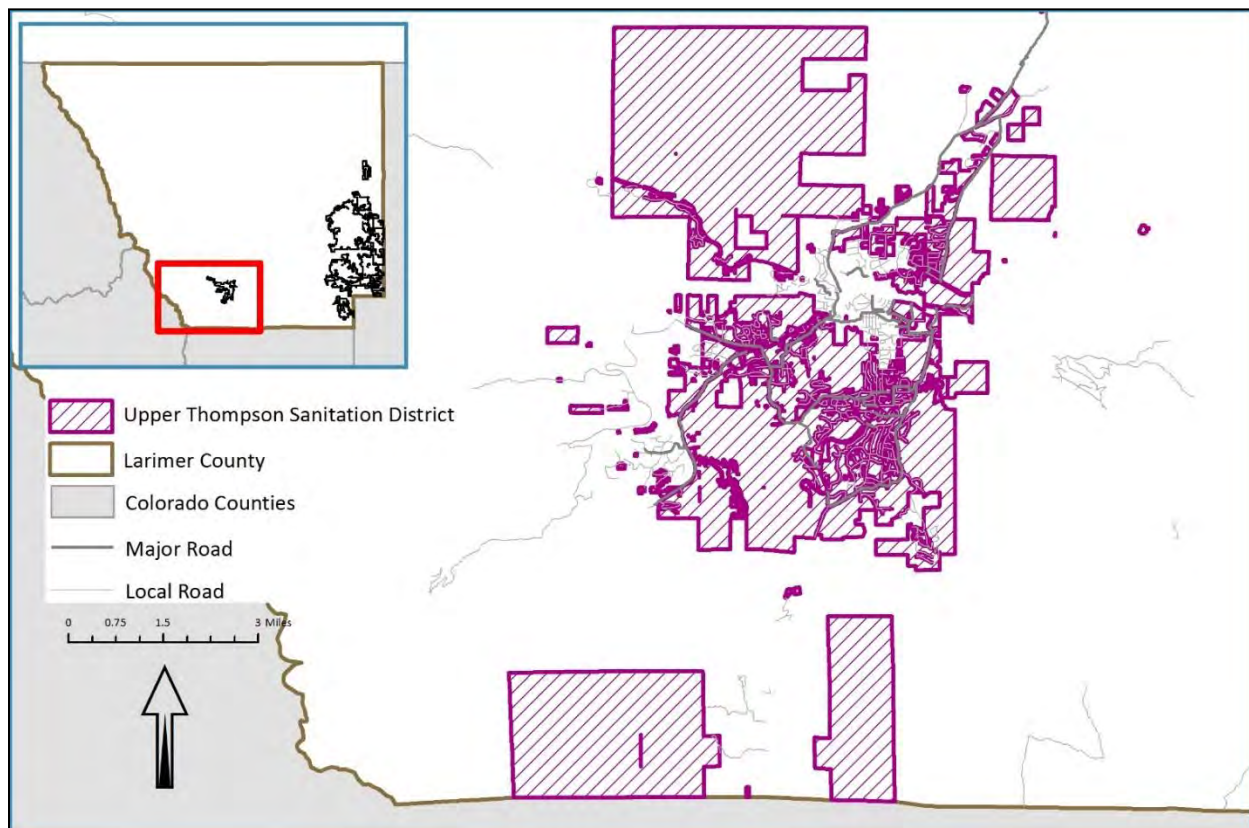 Upper Thompson Sanitation District
Larimer County
Colorado Counties
Major Road
Local Road
0 0.75 1.5 3 Miles